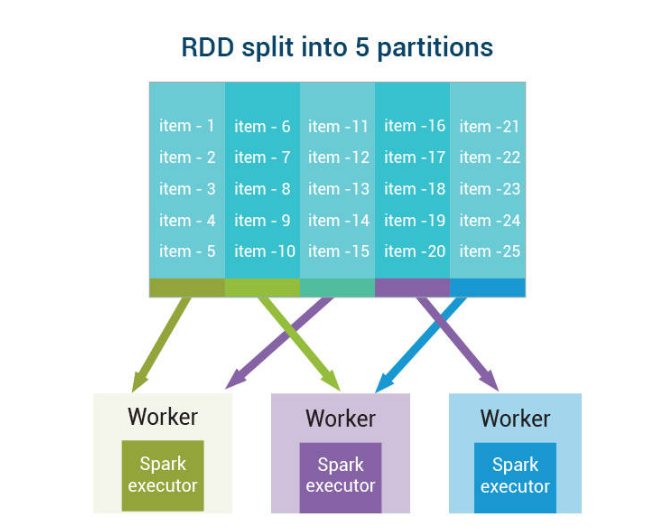 RDD split into 5 partitions
item - 1 item - 6 item -11 item -16 item -21
item - 2 item - 7 item -12 item -17 item -22
item - 3 item - 8 item -13 item -18 item -23
item - 4 item - 9 item -14 item -19 item -24
item - 5 item -10 item -15 item -20 item -25
Worker Worker Worker
Spark Spark Spark
executor executor executor